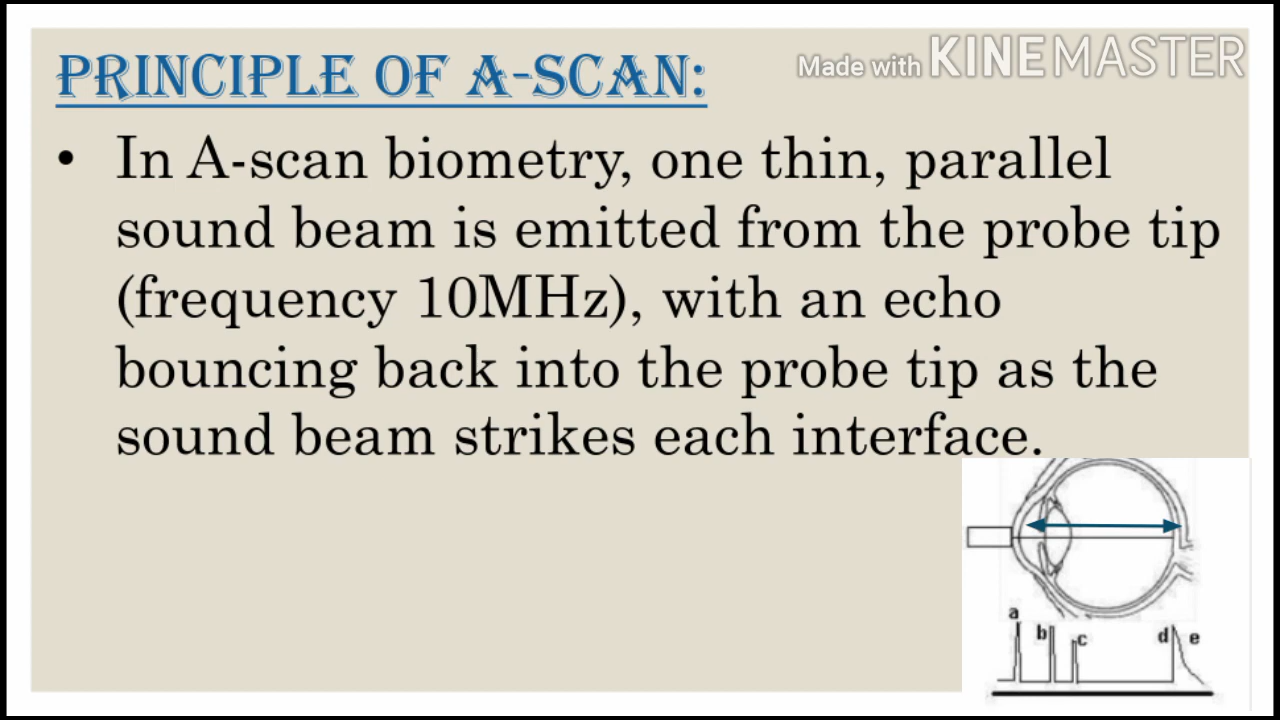 PRINCIPLE OF A-SCAN:
Made with KINEMASTER
• In A-scan biometry, one thin, parallel
sound beam is emitted from the probe tip
(frequency 10MHz), with an echo
bouncing back into the probe tip as the
sound beam strikes each interface.
a
b c d e